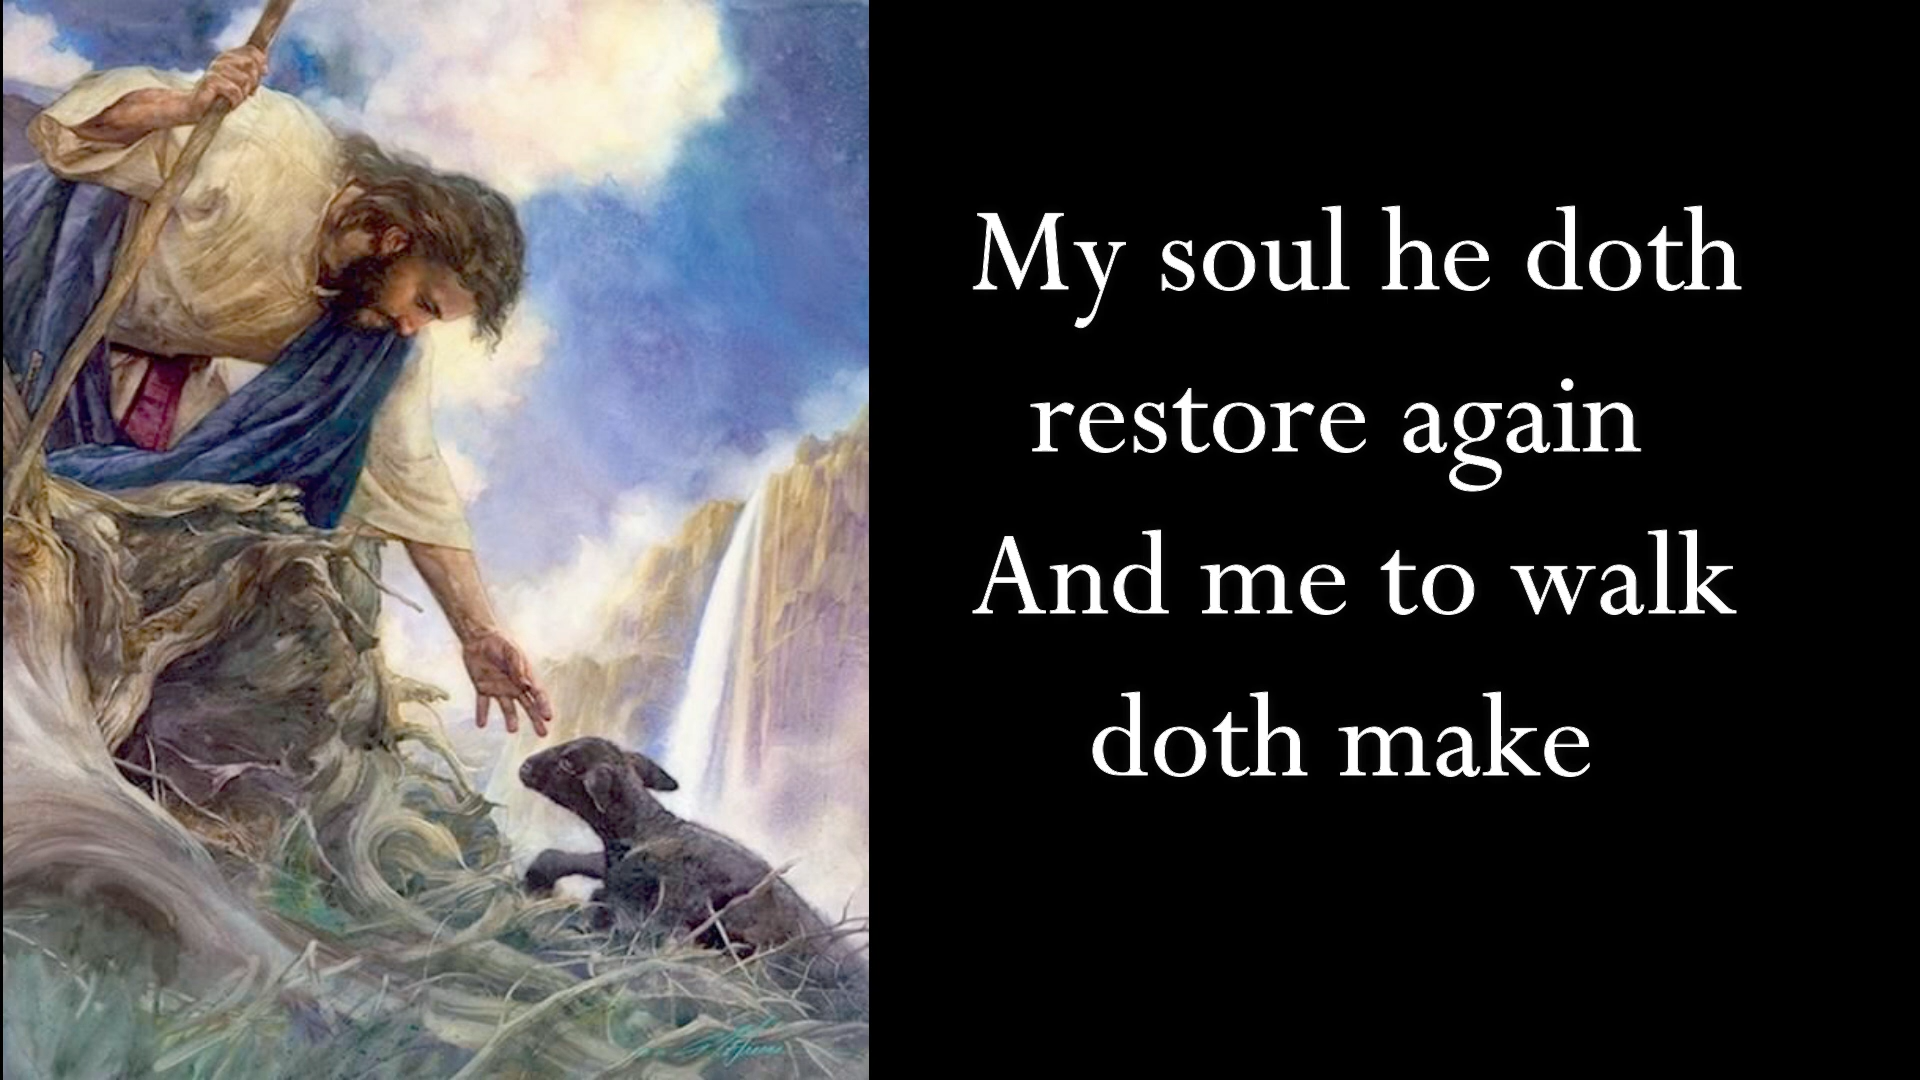 My soul he doth
restore again
And me to walk
doth make